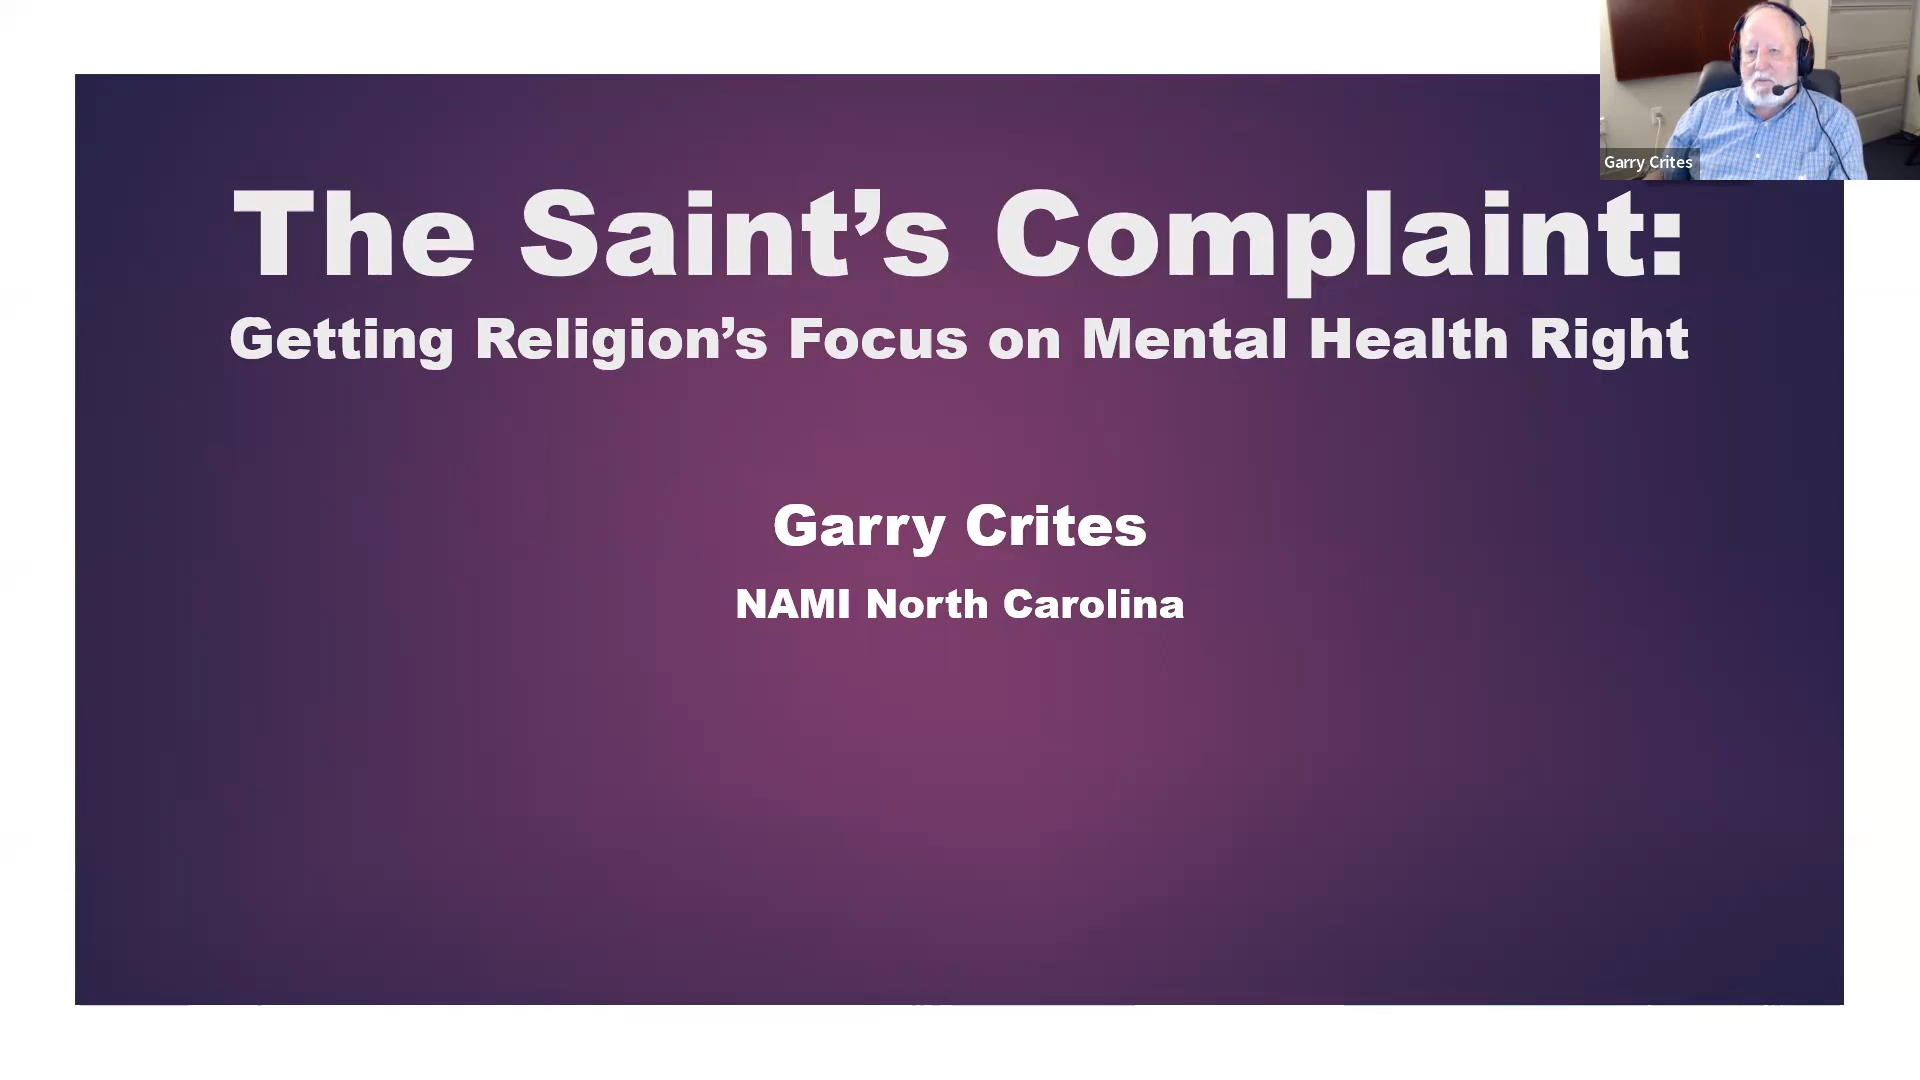 Garry Crites
The Saint’s Complaint:
Getting Religion’s Focus on Mental Health Right
Garry Crites
NAMI North Carolina